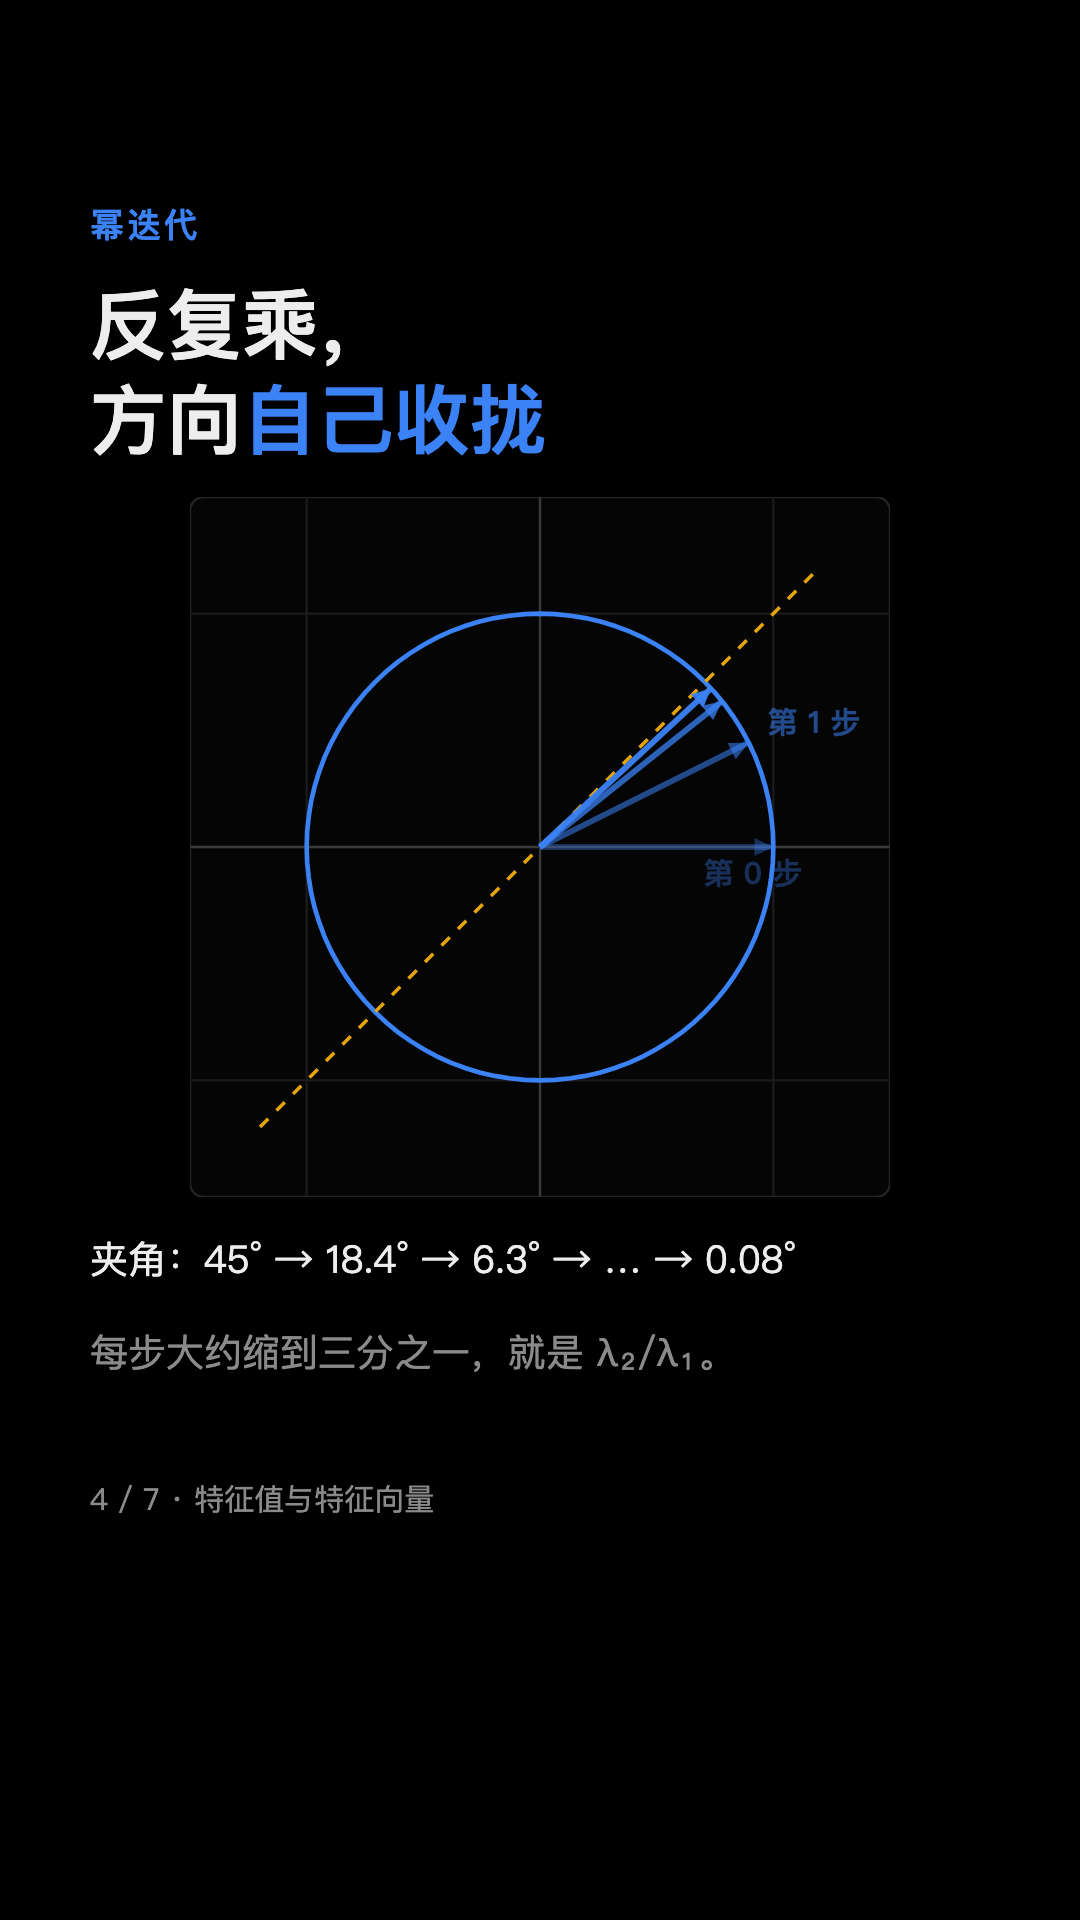 幂迭代
反复乘，
方向自己收拢
第 1 步
第 0 步
夹角：45° → 18.4° → 6.3° → … → 0.08°
每步大约缩到三分之一，就是 λ₂/λ₁。
4 / 7 · 特征值与特征向量